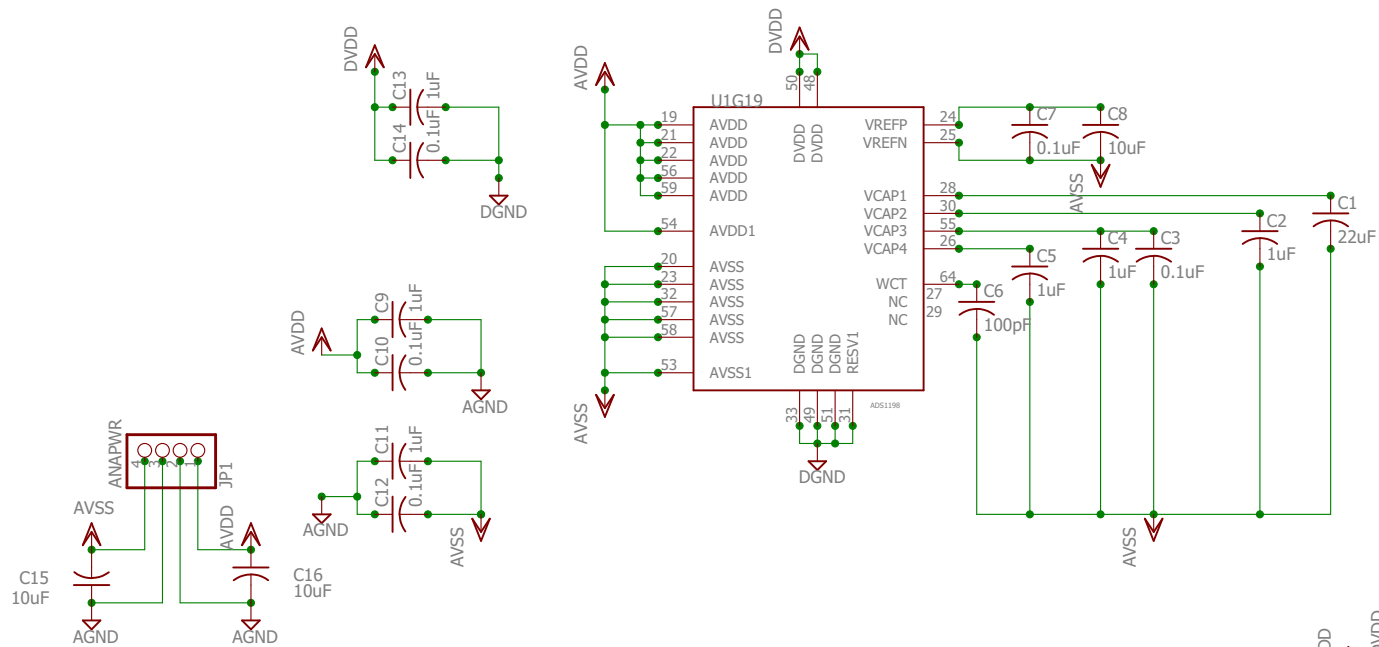 DVDD
C13
1uF
C14
0.1uF
DGND
AVDD
C9
1uF
C10
0.1uF
AGND
C11
1uF
C12
0.1uF
AGND
AVSS
ANAPWR
4
3
2
1
JP1
AVSS
AVDD
C15
10uF
C16
10uF
AGND
AGND
AVDD
DVDD
50
48
U1G19
19
AVDD
21
AVDD
22
AVDD
56
AVDD
59
AVDD
54
AVDD1
20
AVSS
23
AVSS
32
AVSS
57
AVSS
58
AVSS
53
AVSS1
AVSS
DVDD
DVDD
VREFP
24
VREFN
25
VCAP1
28
VCAP2
30
VCAP3
55
VCAP4
26
WCT
64
NC
27
NC
29
DGND
DGND
DGND
RESV1
33
49
51
31
ADS1198
DGND
C7
0.1uF
C8
10uF
AVSS
C1
22uF
C2
1uF
C4
1uF
C3
0.1uF
C5
1uF
C6
100pF
AVSS